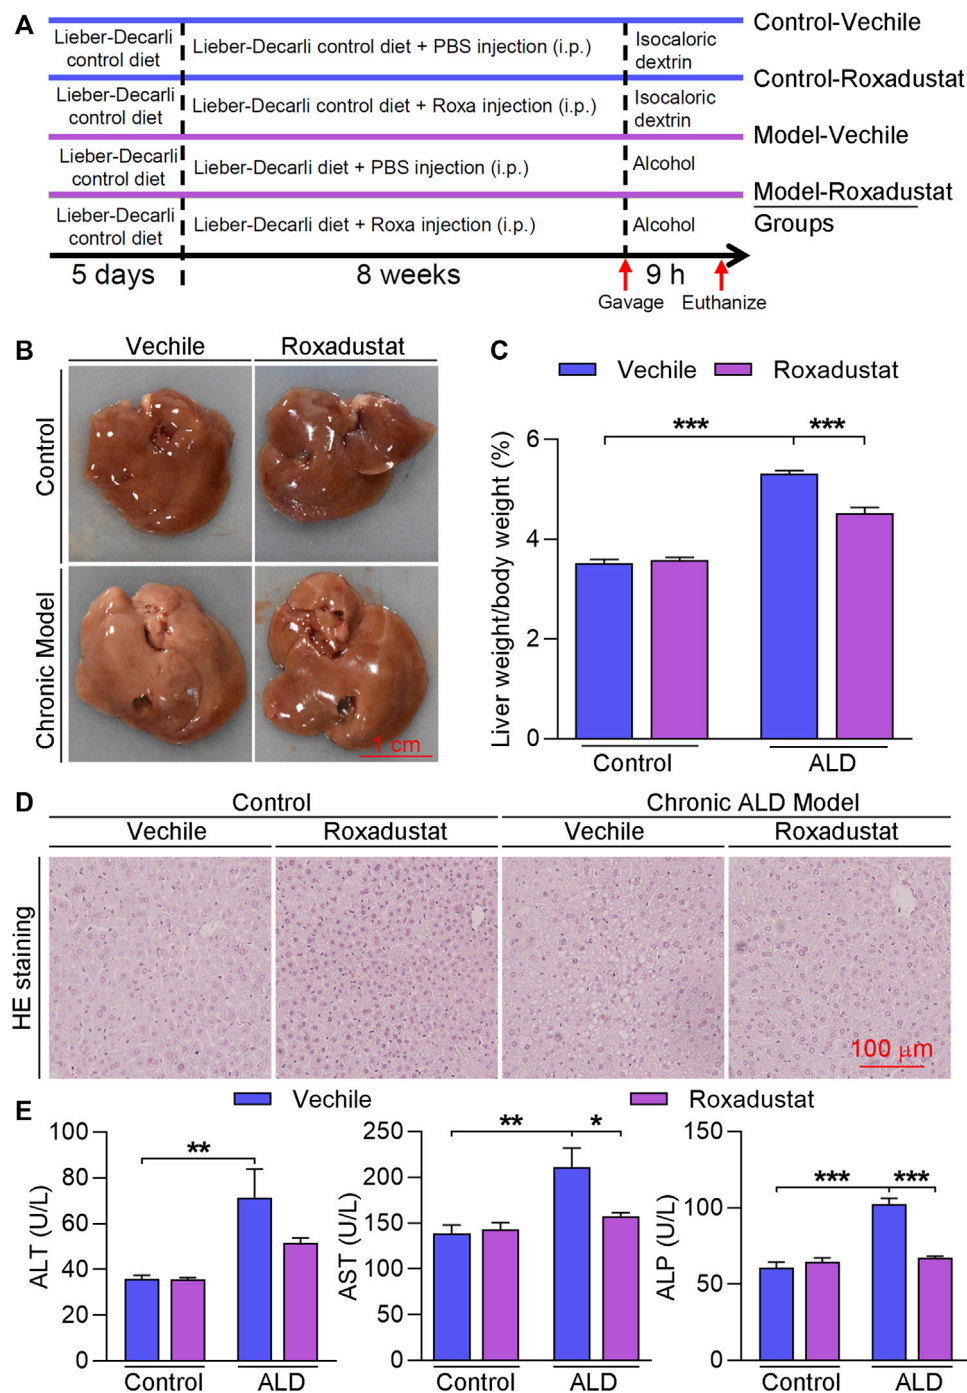 A
Lieber-Decarli control diet
Lieber-Decarli control diet + PBS injection (i.p.)
Isocaloric dextrin
Control-Vechile
Lieber-Decarli control diet
Lieber-Decarli control diet + Roxa injection (i.p.)
Isocaloric dextrin
Control-Roxadustat
Lieber-Decarli control diet
Lieber-Decarli diet + PBS injection (i.p.)
Alcohol
Model-Vechile
Lieber-Decarli control diet
Lieber-Decarli diet + Roxa injection (i.p.)
Alcohol
Model-Roxadustat
Groups
5 days
8 weeks
9 h
Gavage
Euthanize
B
Vechile
Roxadustat
Control
Chronic Model
1 cm
C
Vechile
Roxadustat
Liver weight/body weight (%)
6
4
2
0
***
***
Control
ALD
D
Control
Chronic ALD Model
Vechile
Roxadustat
Vechile
Roxadustat
HE staining
100 μm
E
Vechile
Roxadustat
ALT (U/L)
100
80
60
40
20
0
**
Control
ALD
AST (U/L)
250
200
150
100
50
0
**
*
Control
ALD
ALP (U/L)
150
100
50
0
***
***
Control
ALD